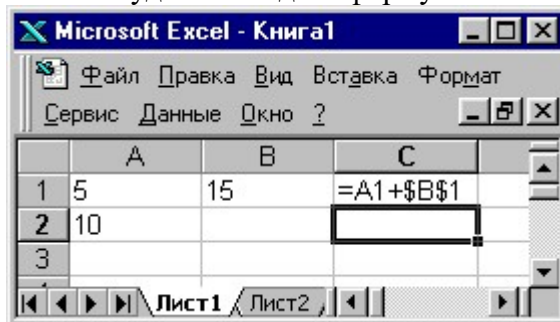 Microsoft Excel - Книга1
Файл Правка Вид Вставка Формат
Сервис Данные Окно ?
A B C
1 5 15 =A1+$B$1
2 10
3
Лист1 Лист2